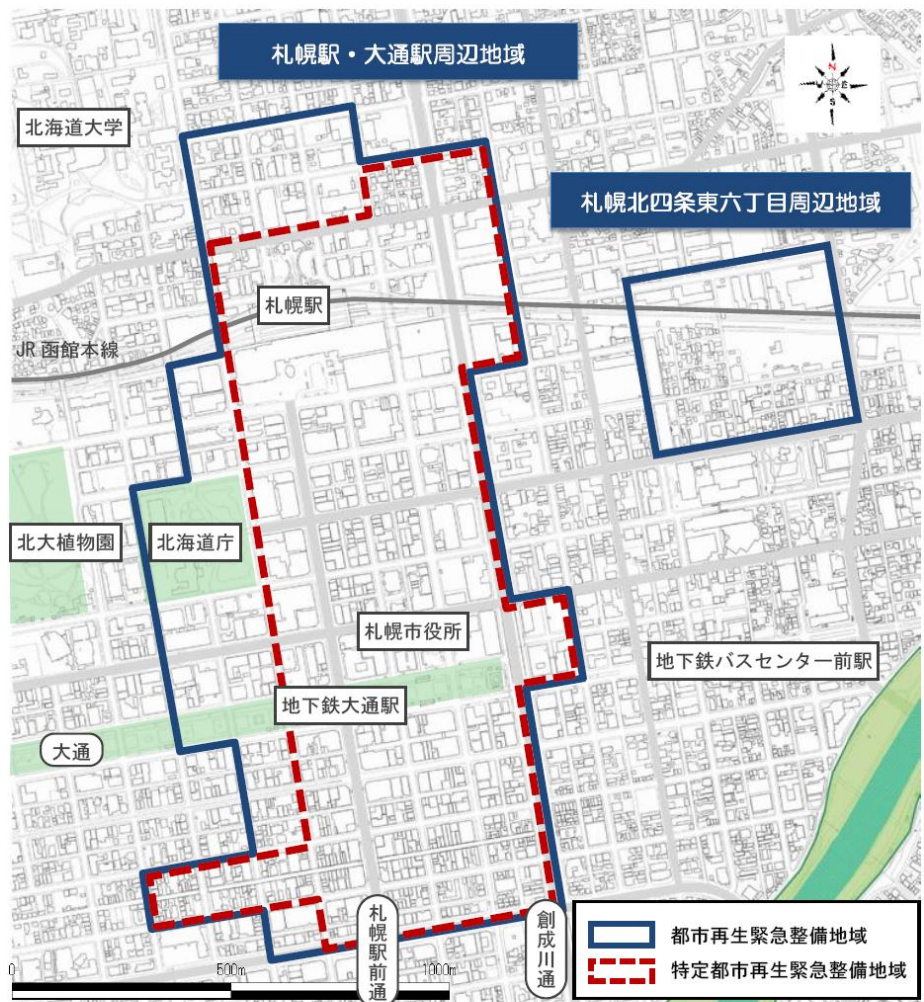 札幌駅・大通駅周辺地域
N
W E
S
北海道大学
札幌北四条東六丁目周辺地域
札幌駅
JR 函館本線
北大植物園
北海道庁
札幌市役所
地下鉄バスセンター前駅
地下鉄大通駅
大通
札幌駅前通
創成川通
都市再生緊急整備地域
特定都市再生緊急整備地域
0 500m 1000m